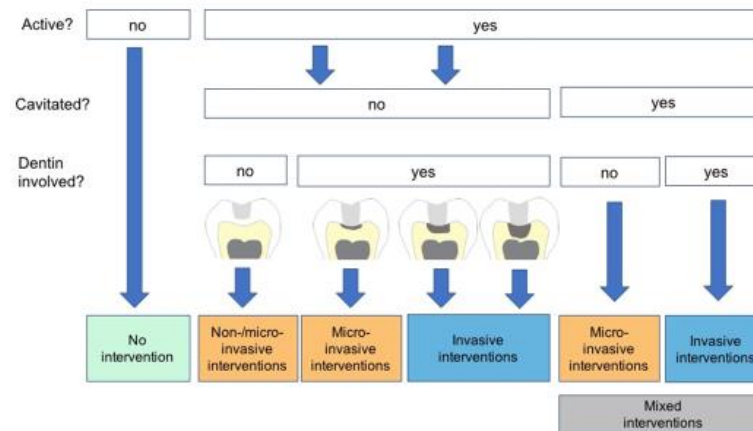 Active?
no
yes
Cavitated?
no
yes
Dentin
involved?
no
yes
no
yes
No
intervention
Non-/micro-
invasive
interventions
Micro-
invasive
interventions
Invasive
interventions
Micro-
invasive
interventions
Invasive
interventions
Mixed
interventions